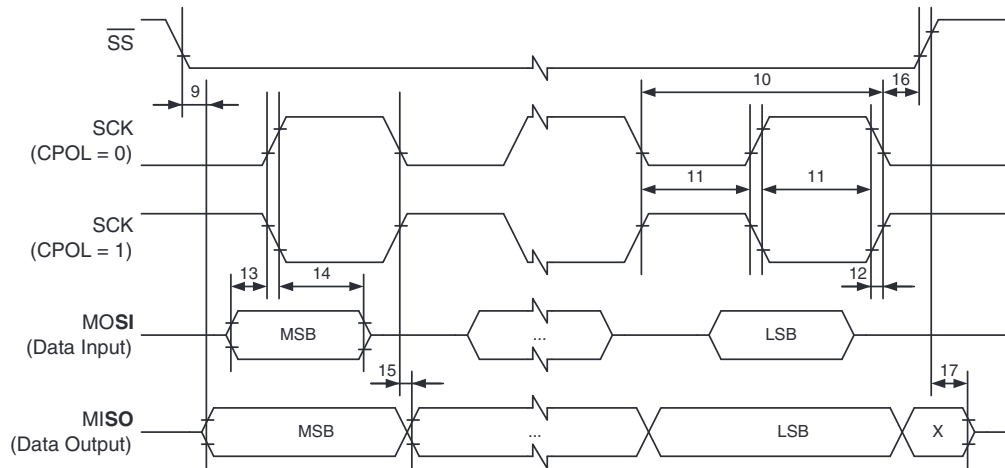 SS
9
10
16
SCK
(CPOL = 0)
11
11
SCK
(CPOL = 1)
13
14
12
MOSI
(Data Input)
MSB
...
LSB
15
17
MISO
(Data Output)
MSB
...
LSB
X